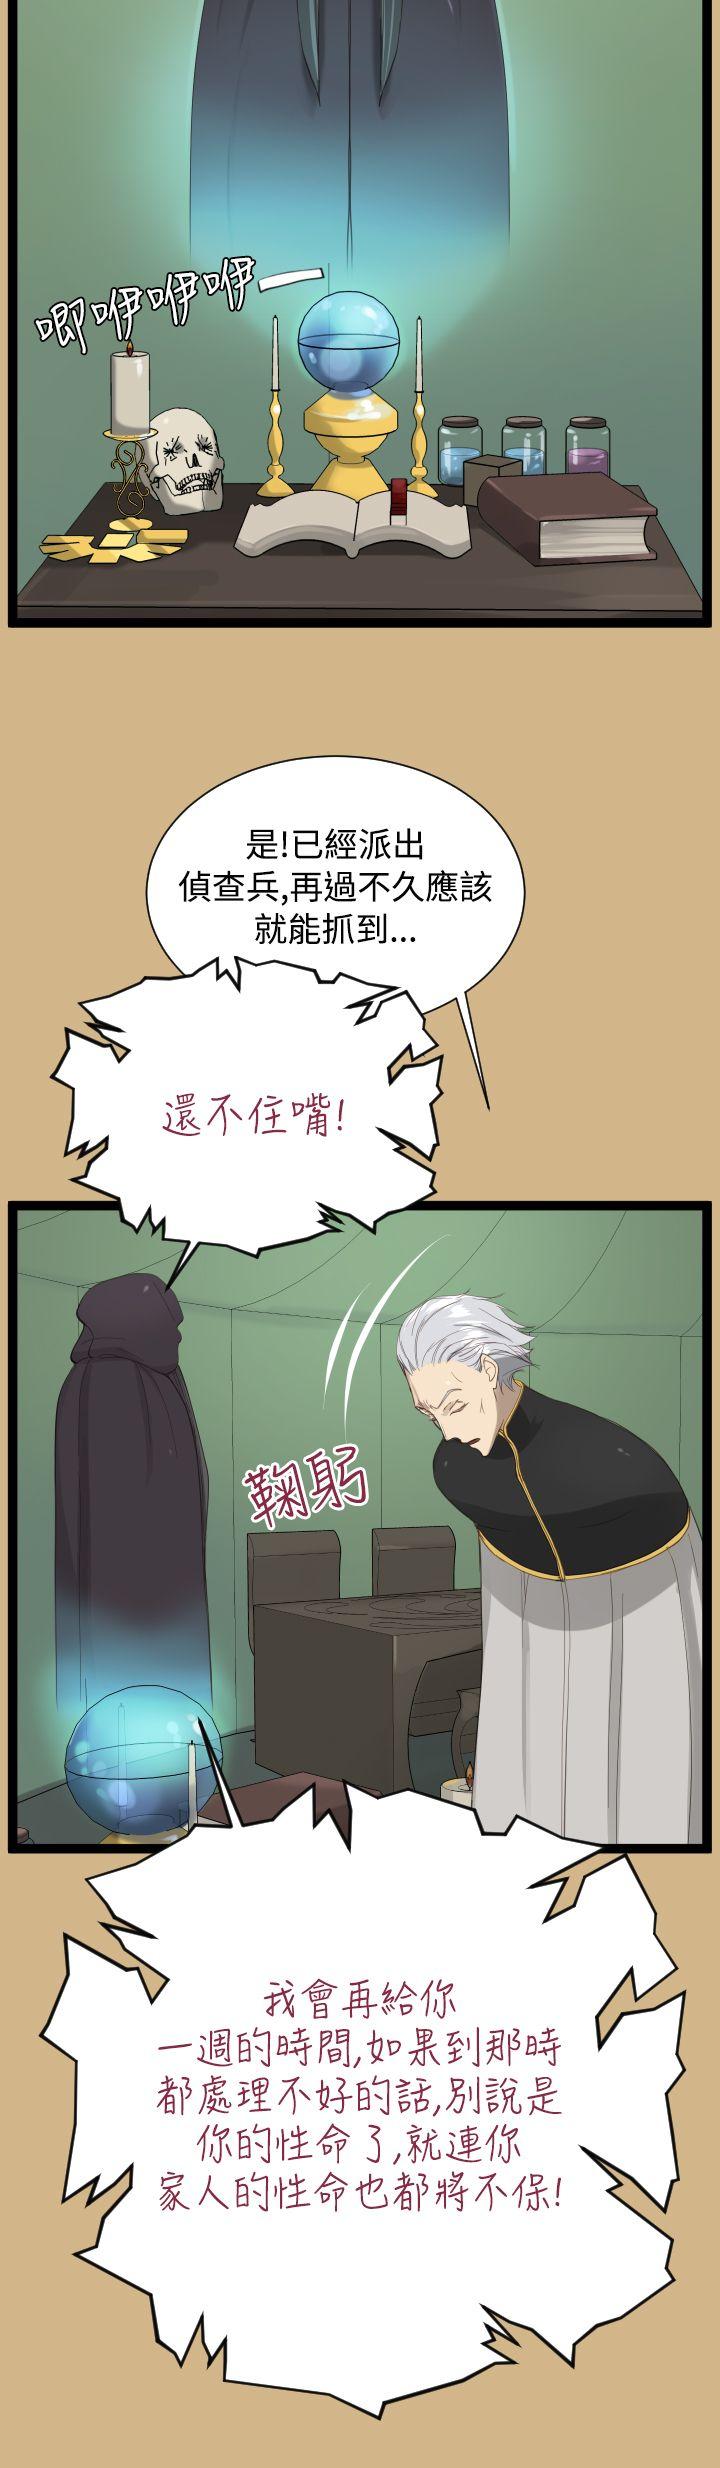 唧咿咿咿—
是!已經派出
偵查兵,再過不久應該
就能抓到...
還不住嘴!
鞠躬
我會再給你
一週的時間,如果到那時
都處理不好的話,別說是
你的性命了,就連你
家人的性命也都將不保!